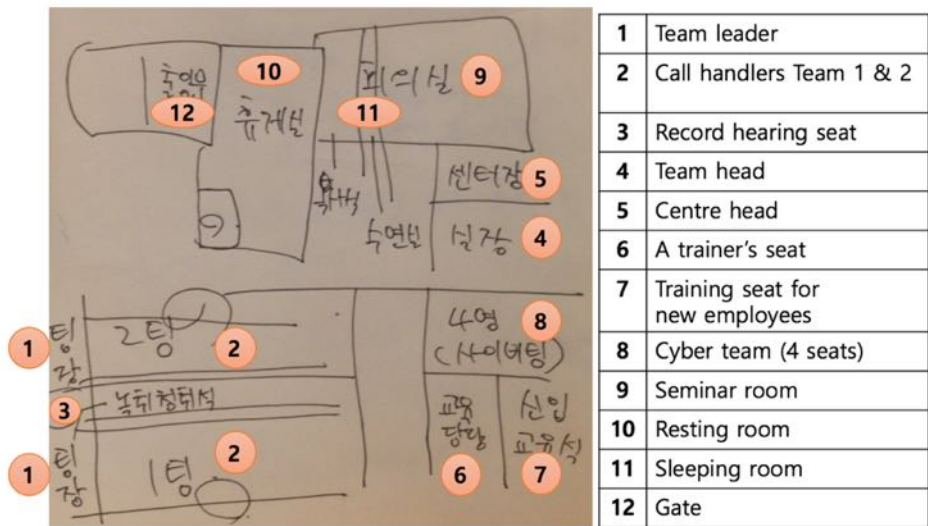 10
9
회의실
12
휴게실
11
센터장
5
수면실
실장
4
1
팀장
2팀
2
4명
8
(사이버팀)
3
녹취청취석
교육
담당
신입
교육석
1
팀장
1팀
2
6
7
1 Team leader
2 Call handlers Team 1 & 2
3 Record hearing seat
4 Team head
5 Centre head
6 A trainer's seat
7 Training seat for
new employees
8 Cyber team (4 seats)
9 Seminar room
10 Resting room
11 Sleeping room
12 Gate